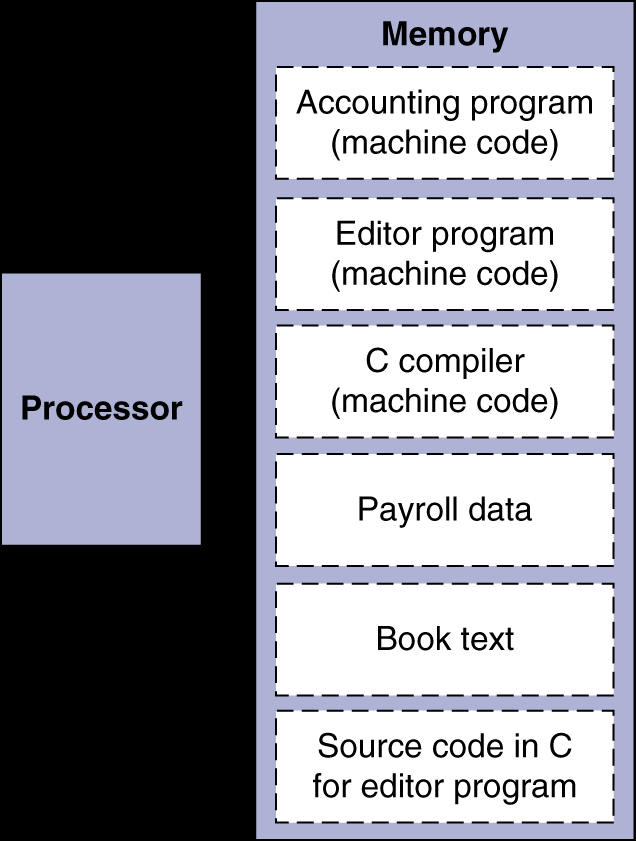 Memory
Accounting program
(machine code)
Editor program
(machine code)
C compiler
(machine code)
Processor
Payroll data
Book text
Source code in C
for editor program